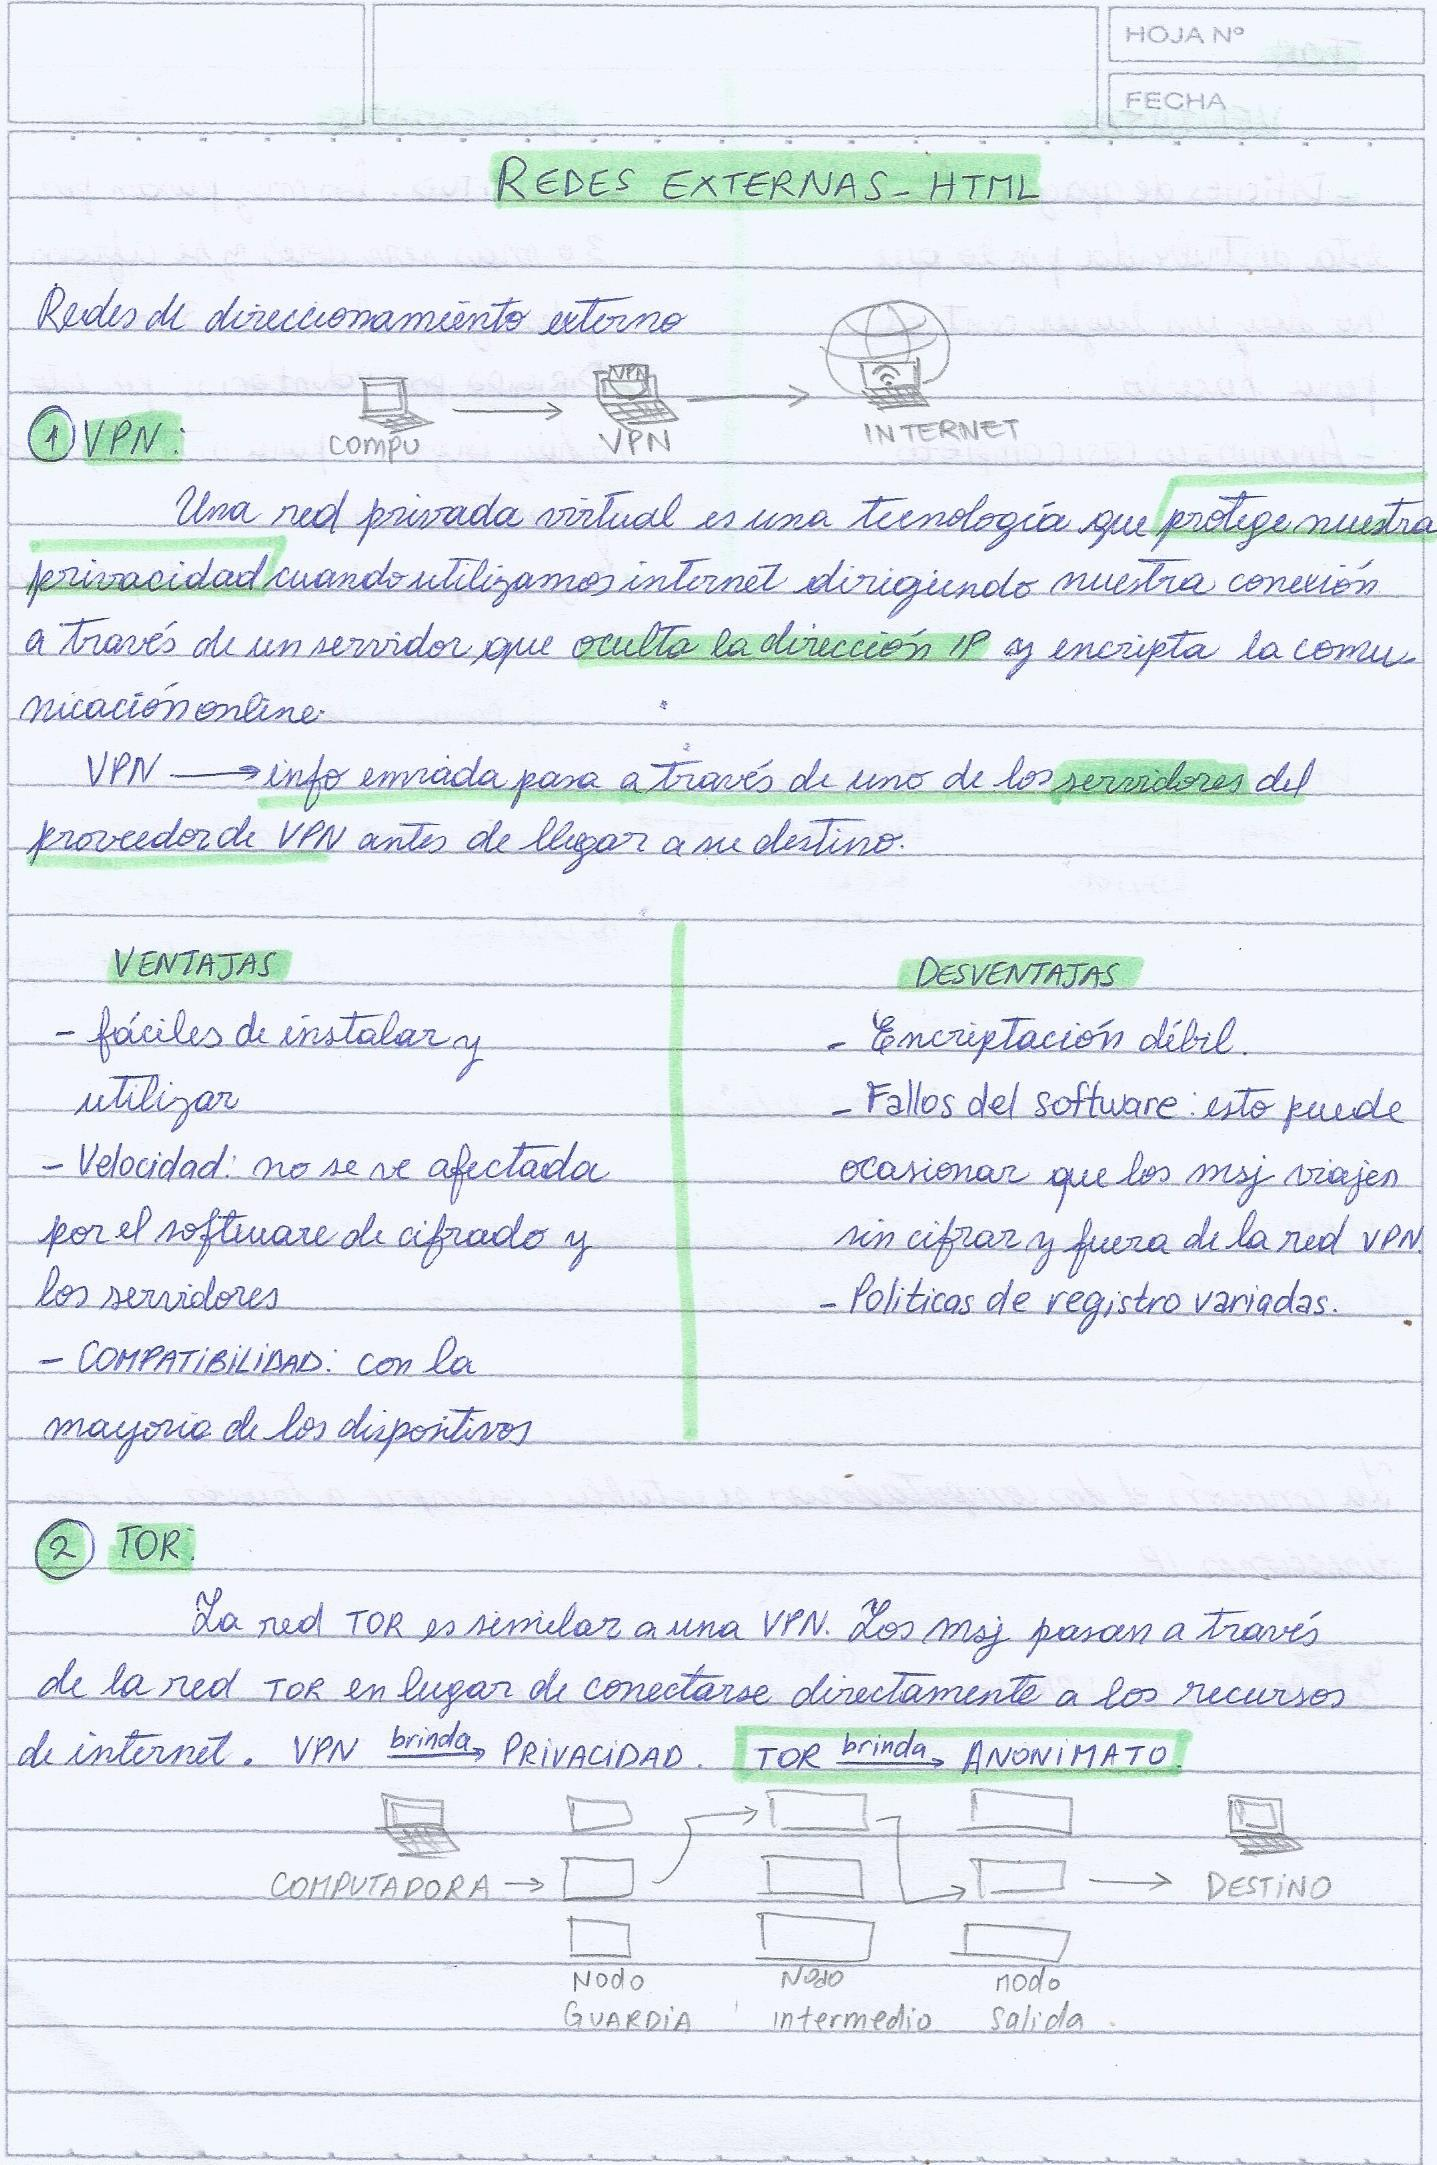 HOJA Nº
FECHA
REDES EXTERNAS - HTML
Redes de direccionamiento externo
VPN
COMPU
VPN
INTERNET
1 VPN:
Una red privada virtual es una tecnología que protege nuestra
privacidad cuando utilizamos internet dirigiendo nuestra conexión
a través de un servidor que oculta la dirección IP y encripta la comu-
nicación online.
VPN → info enviada pasa a través de uno de los servidores del
proveedor de VPN antes de llegar a su destino.
VENTAJAS
- fáciles de instalar y
utilizar
- Velocidad: no se ve afectada
por el software de cifrado y
los servidores
- COMPATIBILIDAD: con la
mayoria de los dispositivos
DESVENTAJAS
- Encriptación débil.
- Fallos del software: esto puede
ocasionar que los msj viajen
sin cifrar y fuera de la red VPN.
- Politicas de registro variadas.
2 TOR:
La red TOR es similar a una VPN. Los msj pasan a través
de la red TOR en lugar de conectarse directamente a los recursos
de internet. VPN brinda→ PRIVACIDAD. TOR brinda→ ANONIMATO.
COMPUTADORA → → DESTINO
Nodo Nodo nodo
GUARDIA intermedio salida